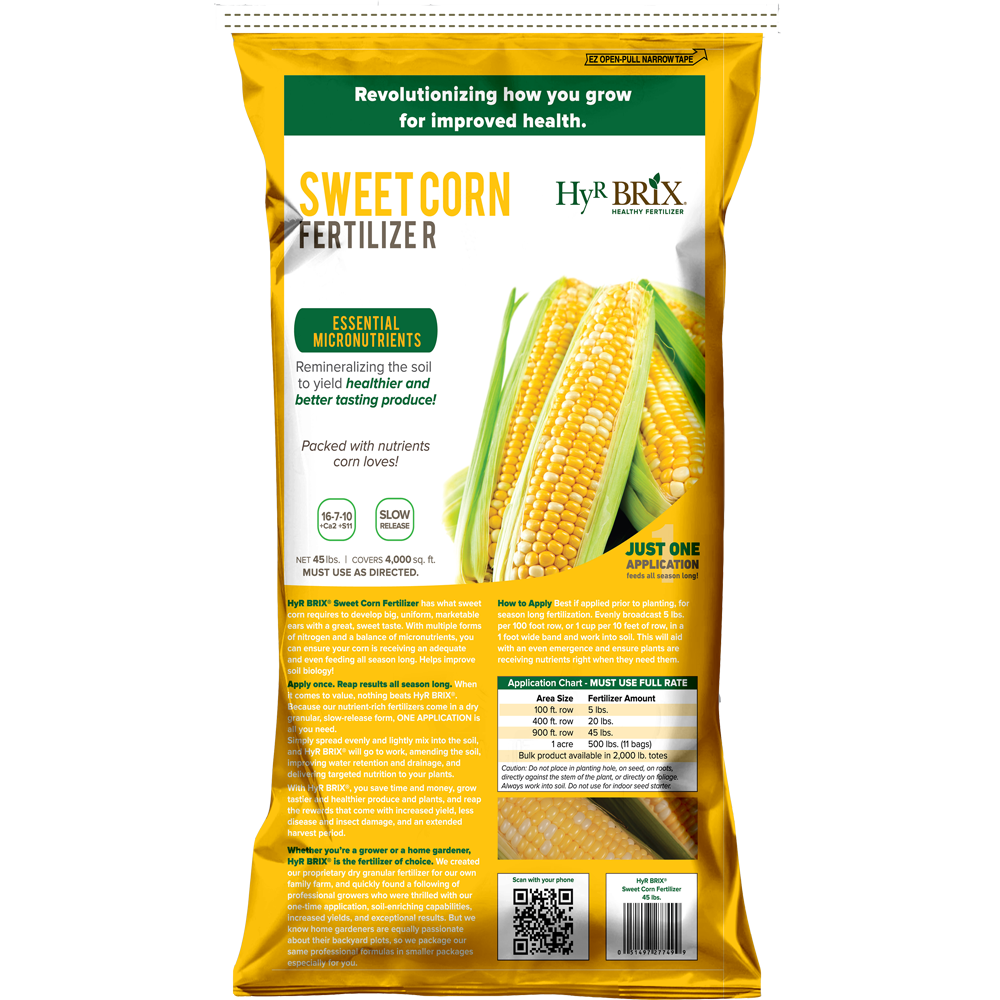 EZ OPEN-PULL NARROW TAPE
Revolutionizing how you grow
for improved health.
SWEET CORN
FERTILIZER
HyR BRIX®
HEALTHY FERTILIZER
ESSENTIAL
MICRONUTRIENTS
Remineralizing the soil
to yield healthier and
better tasting produce!
Packed with nutrients
corn loves!
16-7-10
+Ca2 +S11
SLOW
RELEASE
NET 45 lbs. | COVERS 4,000 sq. ft.
MUST USE AS DIRECTED.
1
JUST ONE
APPLICATION
feeds all season long!
HyR BRIX® Sweet Corn Fertilizer has what sweet
corn requires to develop big, uniform, marketable
ears with a great, sweet taste. With multiple forms
of nitrogen and a balance of micronutrients, you
can ensure your corn is receiving an adequate
and even feeding all season long. Helps improve
soil biology!
Apply once. Reap results all season long. When
it comes to value, nothing beats HyR BRIX®.
Because our nutrient-rich fertilizers come in a dry
granular, slow-release form, ONE APPLICATION is
all you need.
Simply spread evenly and lightly mix into the soil,
and HyR BRIX® will go to work, amending the soil,
improving water retention and drainage, and
delivering targeted nutrition to your plants.
With HyR BRIX®, you save time and money, grow
tastier and healthier produce and plants, and reap
the rewards that come with increased yield, less
disease and insect damage, and an extended
harvest period.
Whether you're a grower or a home gardener,
HyR BRIX® is the fertilizer of choice. We created
our proprietary dry granular fertilizer for our own
family farm, and quickly found a following of
professional growers who were thrilled with our
one-time application, soil-enriching capabilities,
increased yields, and exceptional results. But we
know home gardeners are equally passionate
about their backyard plots, so we package our
same professional formulas in smaller packages
especially for you.
How to Apply Best if applied prior to planting, for
season long fertilization. Evenly broadcast 5 lbs.
per 100 foot row, or 1 cup per 10 feet of row, in a
1 foot wide band and work into soil. This will aid
with an even emergence and ensure plants are
receiving nutrients right when they need them.
Application Chart - MUST USE FULL RATE
Area Size Fertilizer Amount
100 ft. row 5 lbs.
400 ft. row 20 lbs.
900 ft. row 45 lbs.
1 acre 500 lbs. (11 bags)
Bulk product available in 2,000 lb. totes
Caution: Do not place in planting hole, on seed, on roots,
directly against the stem of the plant, or directly on foliage.
Always work into soil. Do not use for indoor seed starter.
Scan with your phone
HyR BRIX®
Sweet Corn Fertilizer
45 lbs.
0 51497 27749 9